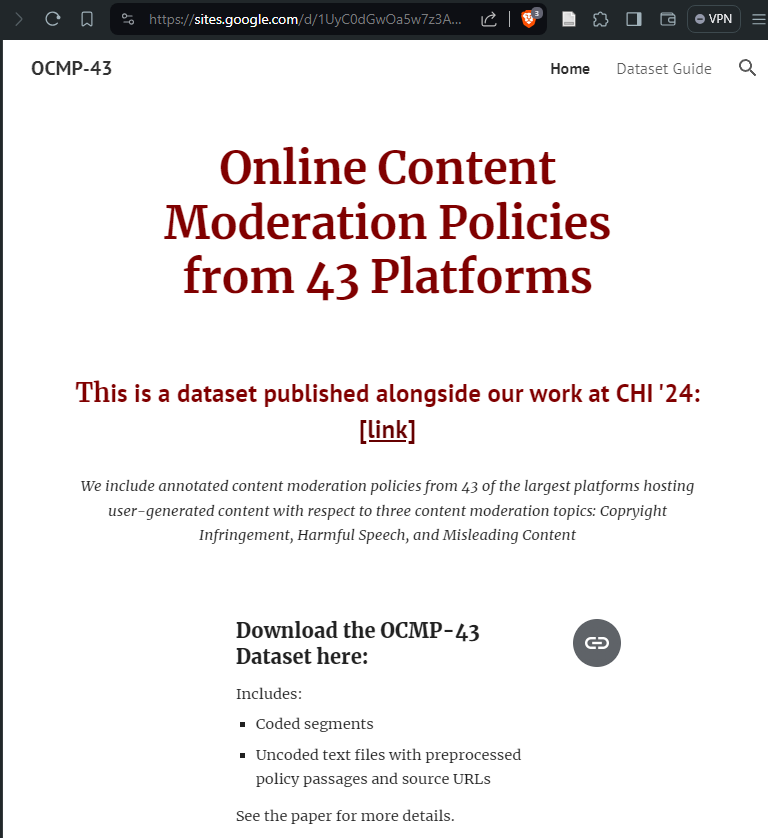 https://sites.google.com/d/1UyC0dGwOa5w7z3A...
3
VPN
OCMP-43
Home
Dataset Guide
Online Content
Moderation Policies
from 43 Platforms
This is a dataset published alongside our work at CHI '24:
[link]
We include annotated content moderation policies from 43 of the largest platforms hosting
user-generated content with respect to three content moderation topics: Copryight
Infringement, Harmful Speech, and Misleading Content
Download the OCMP-43
Dataset here:
Includes:
▪ Coded segments
▪ Uncoded text files with preprocessed
policy passages and source URLs
See the paper for more details.